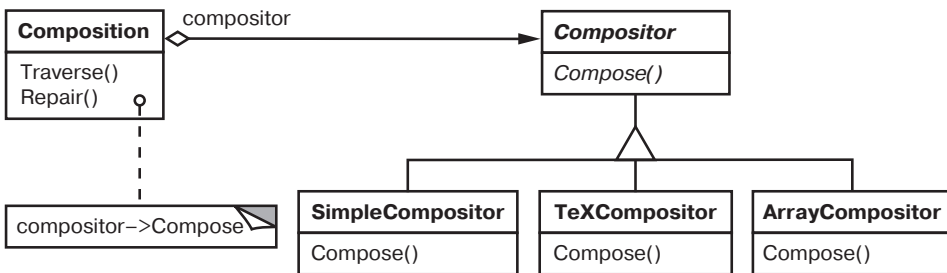 compositor
Composition
Traverse()
Repair()
compositor–>Compose
Compositor
Compose()
SimpleCompositor
Compose()
TeXCompositor
Compose()
ArrayCompositor
Compose()